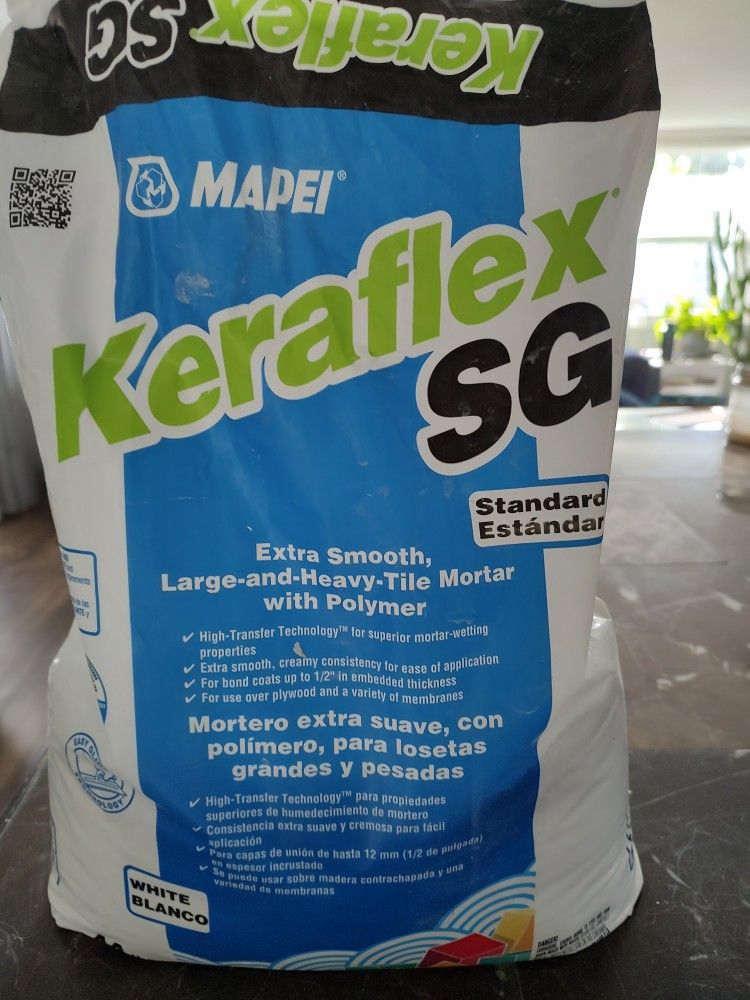 Keraflex SG
MAPEI®
Keraflex®
SG
Standard
Estándar
Extra Smooth,
Large-and-Heavy-Tile Mortar
with Polymer
✓ High-Transfer Technology™ for superior mortar-wetting
properties
✓ Extra smooth, creamy consistency for ease of application
✓ For bond coats up to 1/2" in embedded thickness
✓ For use over plywood and a variety of membranes
Mortero extra suave, con
polímero, para losetas
grandes y pesadas
✓ High-Transfer Technology™ para propiedades
superiores de humedecimiento de mortero
✓ Consistencia extra suave y cremosa para fácil
aplicación
✓ Para capas de unión de hasta 12 mm (1/2 de pulgada)
en espesor incrustado
✓ Se puede usar sobre madera contrachapada y una
variedad de membranas
WHITE
BLANCO
DANGER!